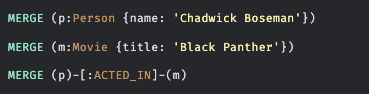 MERGE (p:Person {name: 'Chadwick Boseman'})
MERGE (m:Movie {title: 'Black Panther'})
MERGE (p)-[:ACTED_IN]-(m)